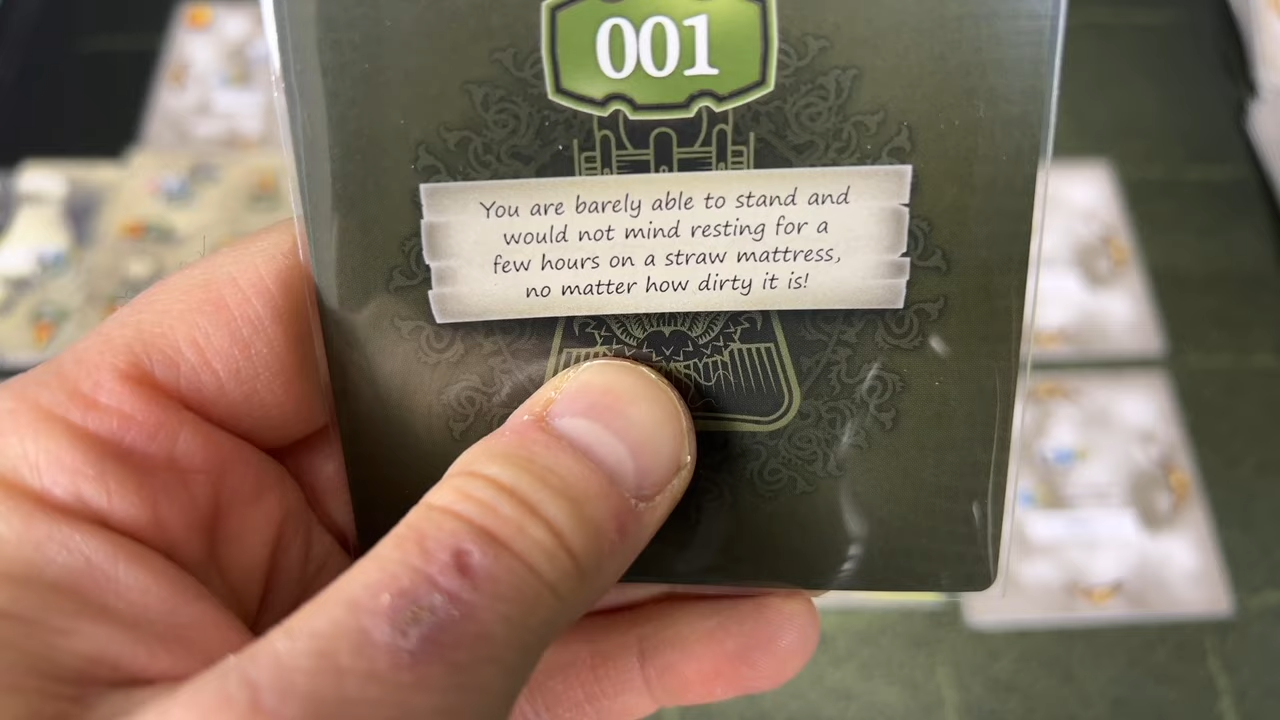 001
You are barely able to stand and
would not mind resting for a
few hours on a straw mattress,
no matter how dirty it is!